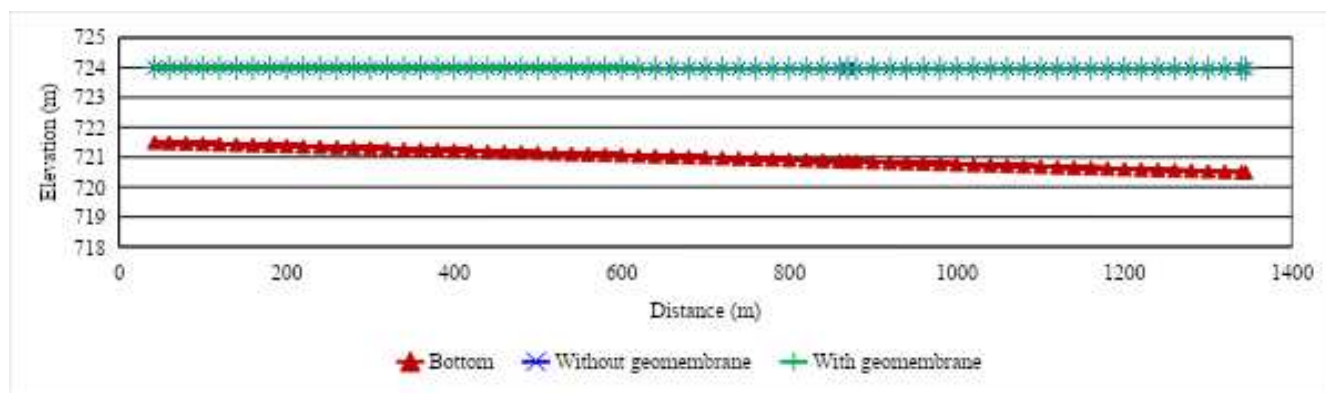 725
724
723
722
721
720
719
718
Elevation (m)
0 200 400 600 800 1000 1200 1400
Distance (m)
Bottom Without geomembrane With geomembrane